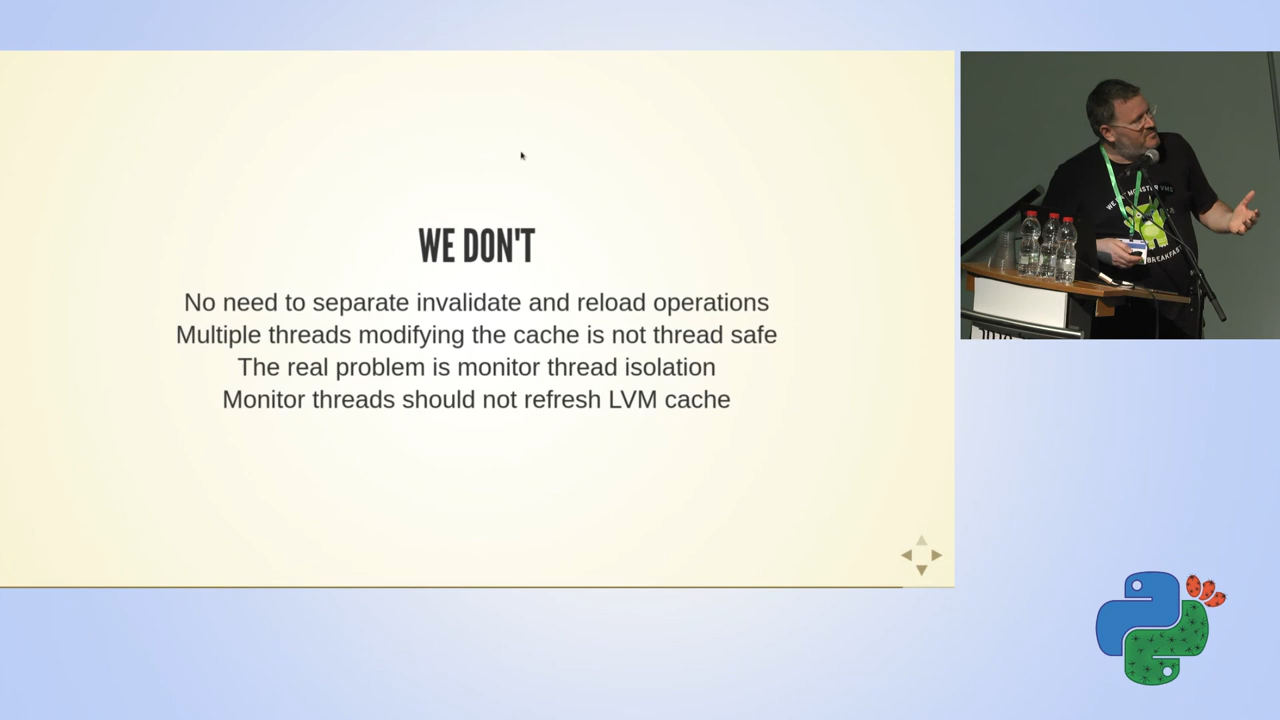 WE DON'T
No need to separate invalidate and reload operations
Multiple threads modifying the cache is not thread safe
The real problem is monitor thread isolation
Monitor threads should not refresh LVM cache
BREAKFAST